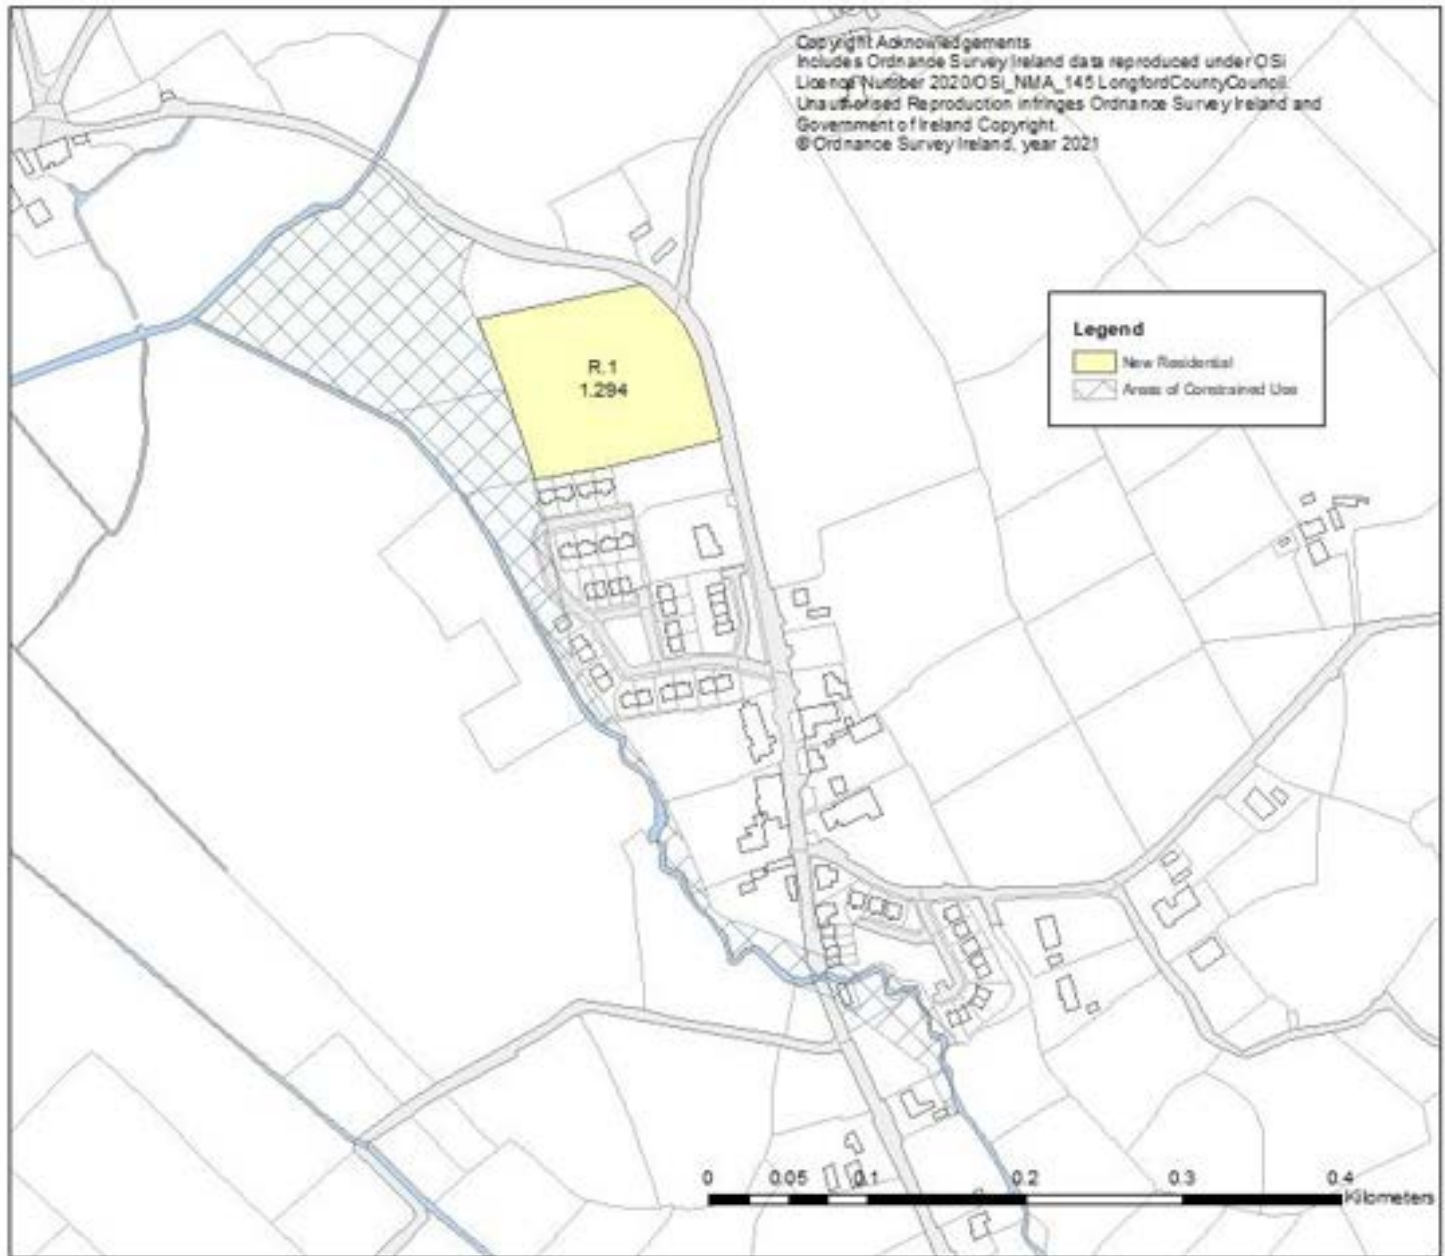 Copyright Acknowledgements
Includes Ordnance Survey Ireland data reproduced under OSi
Licence Number 2020/OSi_NMA_145 LongfordCountyCouncil.
Unauthorised Reproduction infringes Ordnance Survey Ireland and
Government of Ireland Copyright.
© Ordnance Survey Ireland, year 2021
Legend
New Residential
Areas of Constrained Use
R.1
1.294
0 0.05 0.1 0.2 0.3 0.4
Kilometers